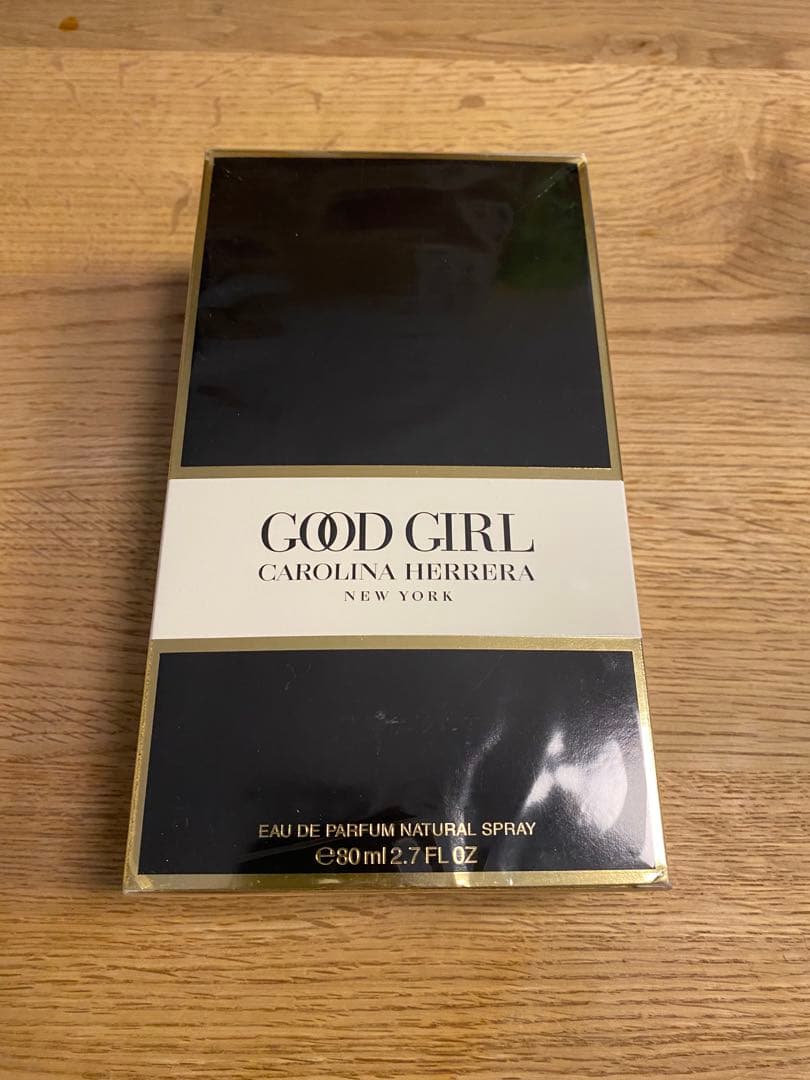 GOOD GIRL
CAROLINA HERRERA
NEW YORK
EAU DE PARFUM NATURAL SPRAY
℮80 ml 2.7 FL OZ